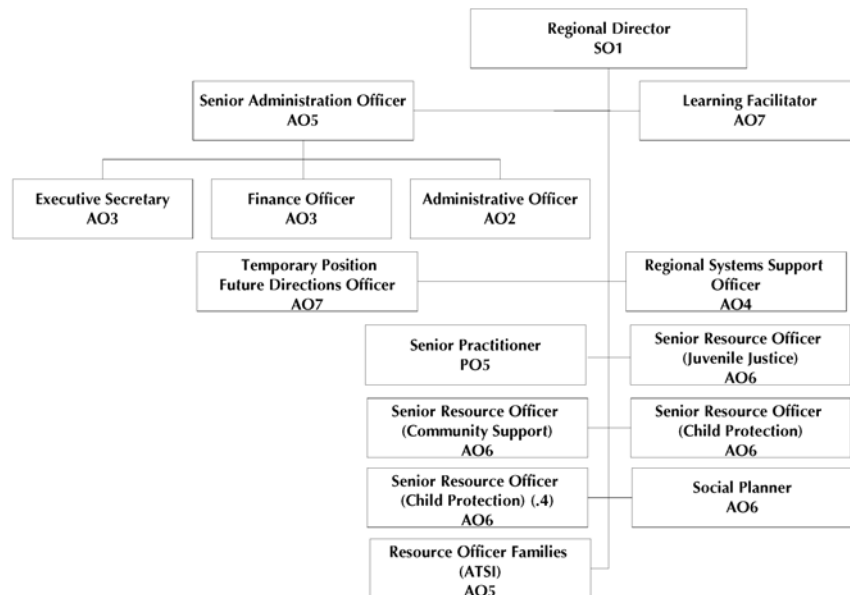 Regional Director
SO1
Senior Administration Officer
AO5
Learning Facilitator
AO7
Executive Secretary
AO3
Finance Officer
AO3
Administrative Officer
AO2
Temporary Position
Future Directions Officer
AO7
Regional Systems Support
Officer
AO4
Senior Practitioner
PO5
Senior Resource Officer
(Juvenile Justice)
AO6
Senior Resource Officer
(Community Support)
AO6
Senior Resource Officer
(Child Protection)
AO6
Senior Resource Officer
(Child Protection) (.4)
AO6
Social Planner
AO6
Resource Officer Families
(ATSI)
AO5